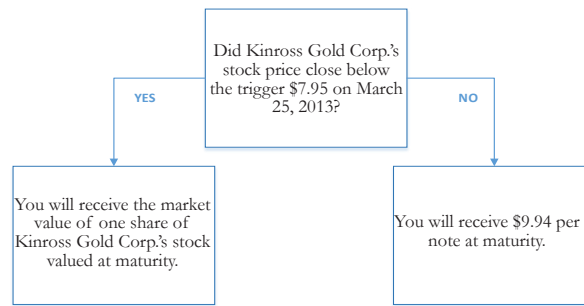 Did Kinross Gold Corp.'s
stock price close below
the trigger $7.95 on March
25, 2013?
YES
NO
You will receive the market
value of one share of
Kinross Gold Corp.'s stock
valued at maturity.
You will receive $9.94 per
note at maturity.